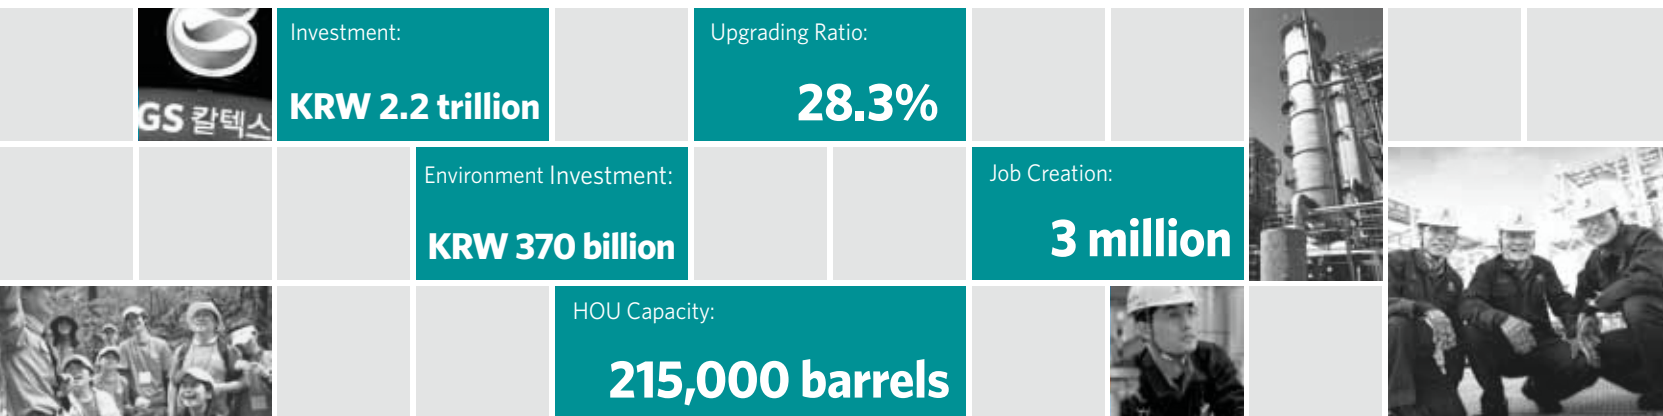 GS 칼텍스
Investment:
KRW 2.2 trillion
Upgrading Ratio:
28.3%
Environment Investment:
KRW 370 billion
Job Creation:
3 million
HOU Capacity:
215,000 barrels